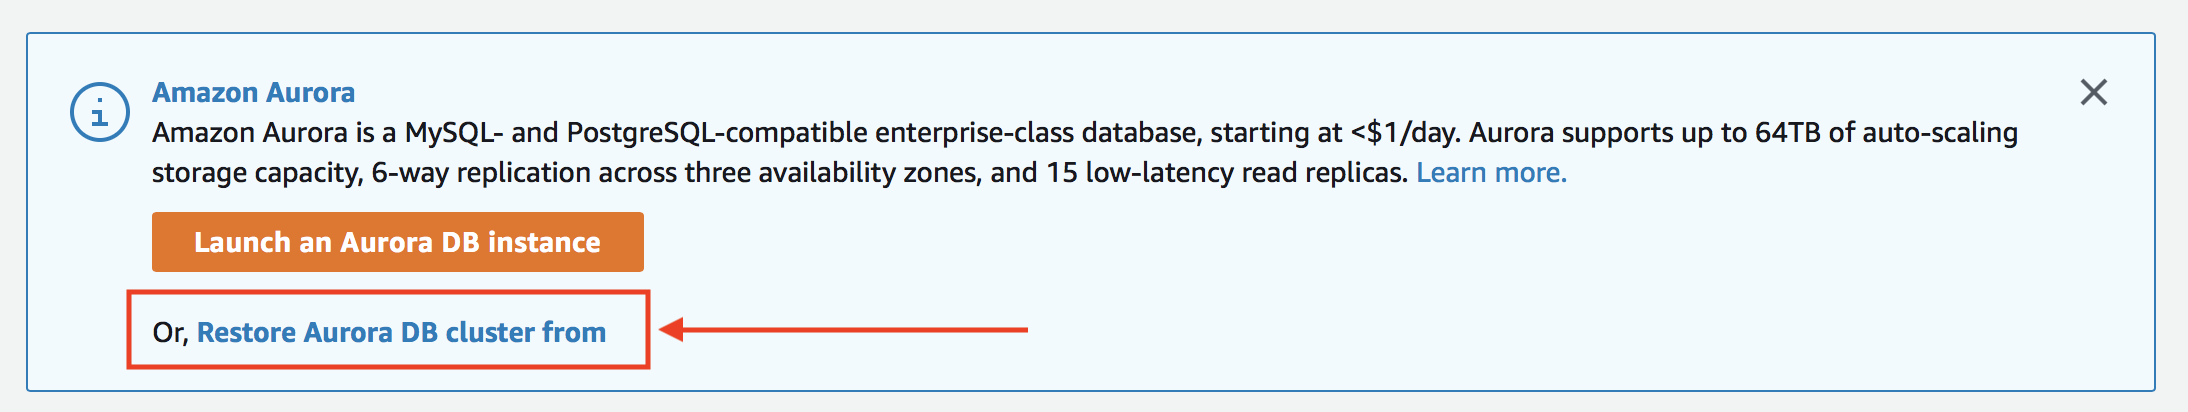 Amazon Aurora
Amazon Aurora is a MySQL- and PostgreSQL-compatible enterprise-class database, starting at <$1/day. Aurora supports up to 64TB of auto-scaling
storage capacity, 6-way replication across three availability zones, and 15 low-latency read replicas. Learn more.
Launch an Aurora DB instance
Or, Restore Aurora DB cluster from